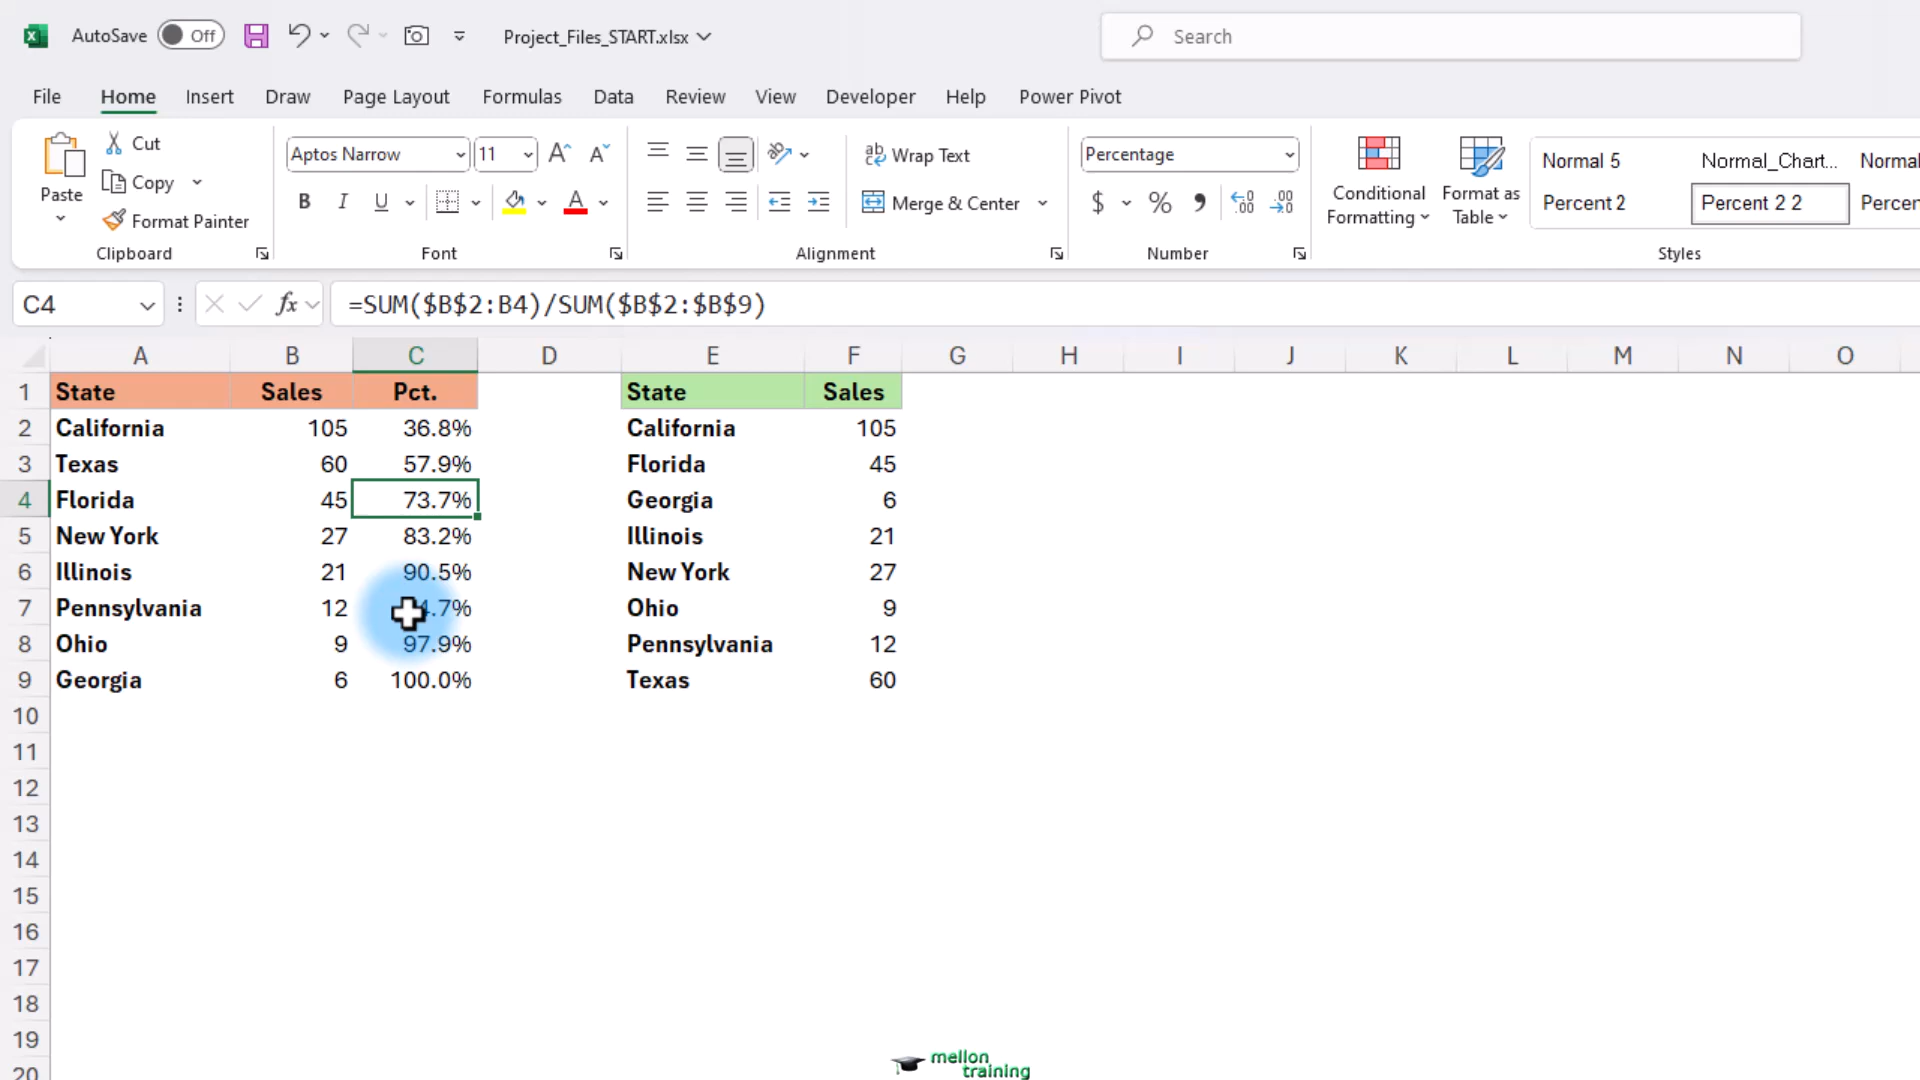 AutoSave Off Project_Files_START.xlsx Search
File Home Insert Draw Page Layout Formulas Data Review View Developer Help Power Pivot
Paste Cut Copy Format Painter Clipboard
Aptos Narrow 11 B I U A Font
Wrap Text Merge & Center Alignment
Percentage $ % Number
Conditional Formatting Format as Table
Normal 5 Normal_Chart... Percent 2 Percent 2 2 Styles
C4 fx =SUM($B$2:B4)/SUM($B$2:$B$9)
A B C D E F G H I J K L M N O
1 State Sales Pct. State Sales
2 California 105 36.8% California 105
3 Texas 60 57.9% Florida 45
4 Florida 45 73.7% Georgia 6
5 New York 27 83.2% Illinois 21
6 Illinois 21 90.5% New York 27
7 Pennsylvania 12 Ohio 9
8 Ohio 9 97.9% Pennsylvania 12
9 Georgia 6 100.0% Texas 60
10
11
12
13
14
15
16
17
18
19
20
mellon
training